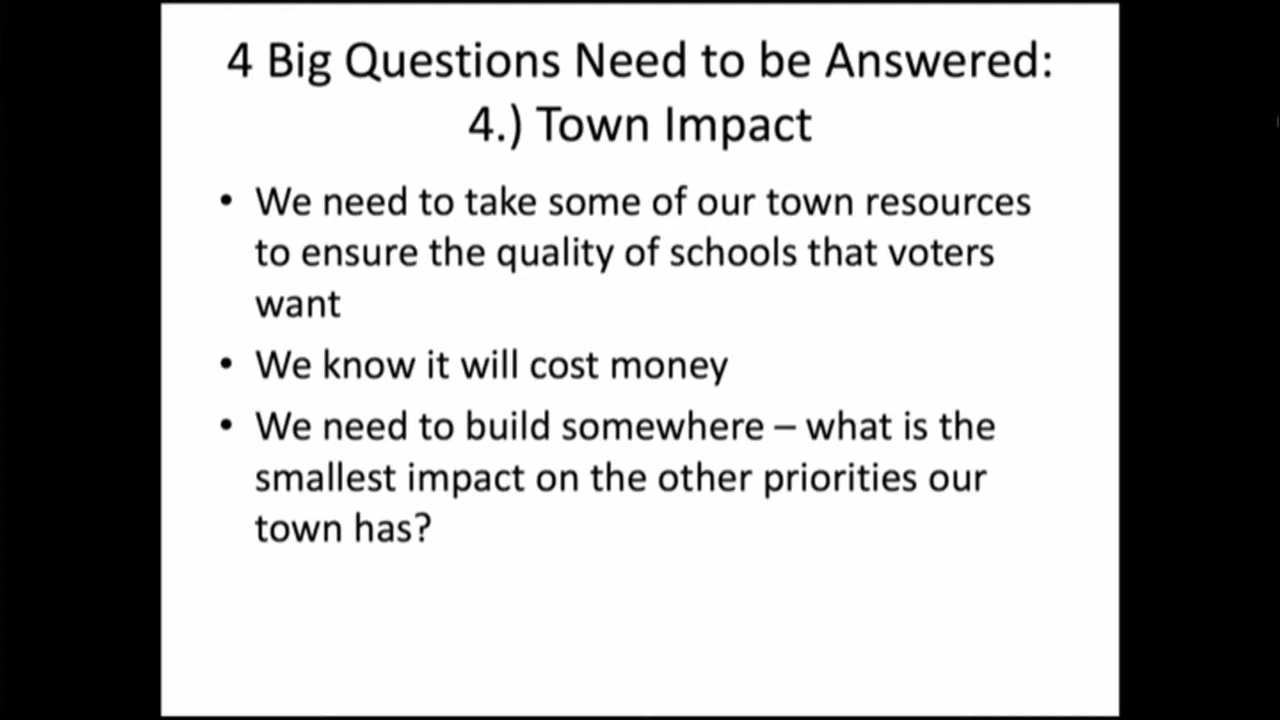 4 Big Questions Need to be Answered:
4.) Town Impact
• We need to take some of our town resources
to ensure the quality of schools that voters
want
• We know it will cost money
• We need to build somewhere – what is the
smallest impact on the other priorities our
town has?